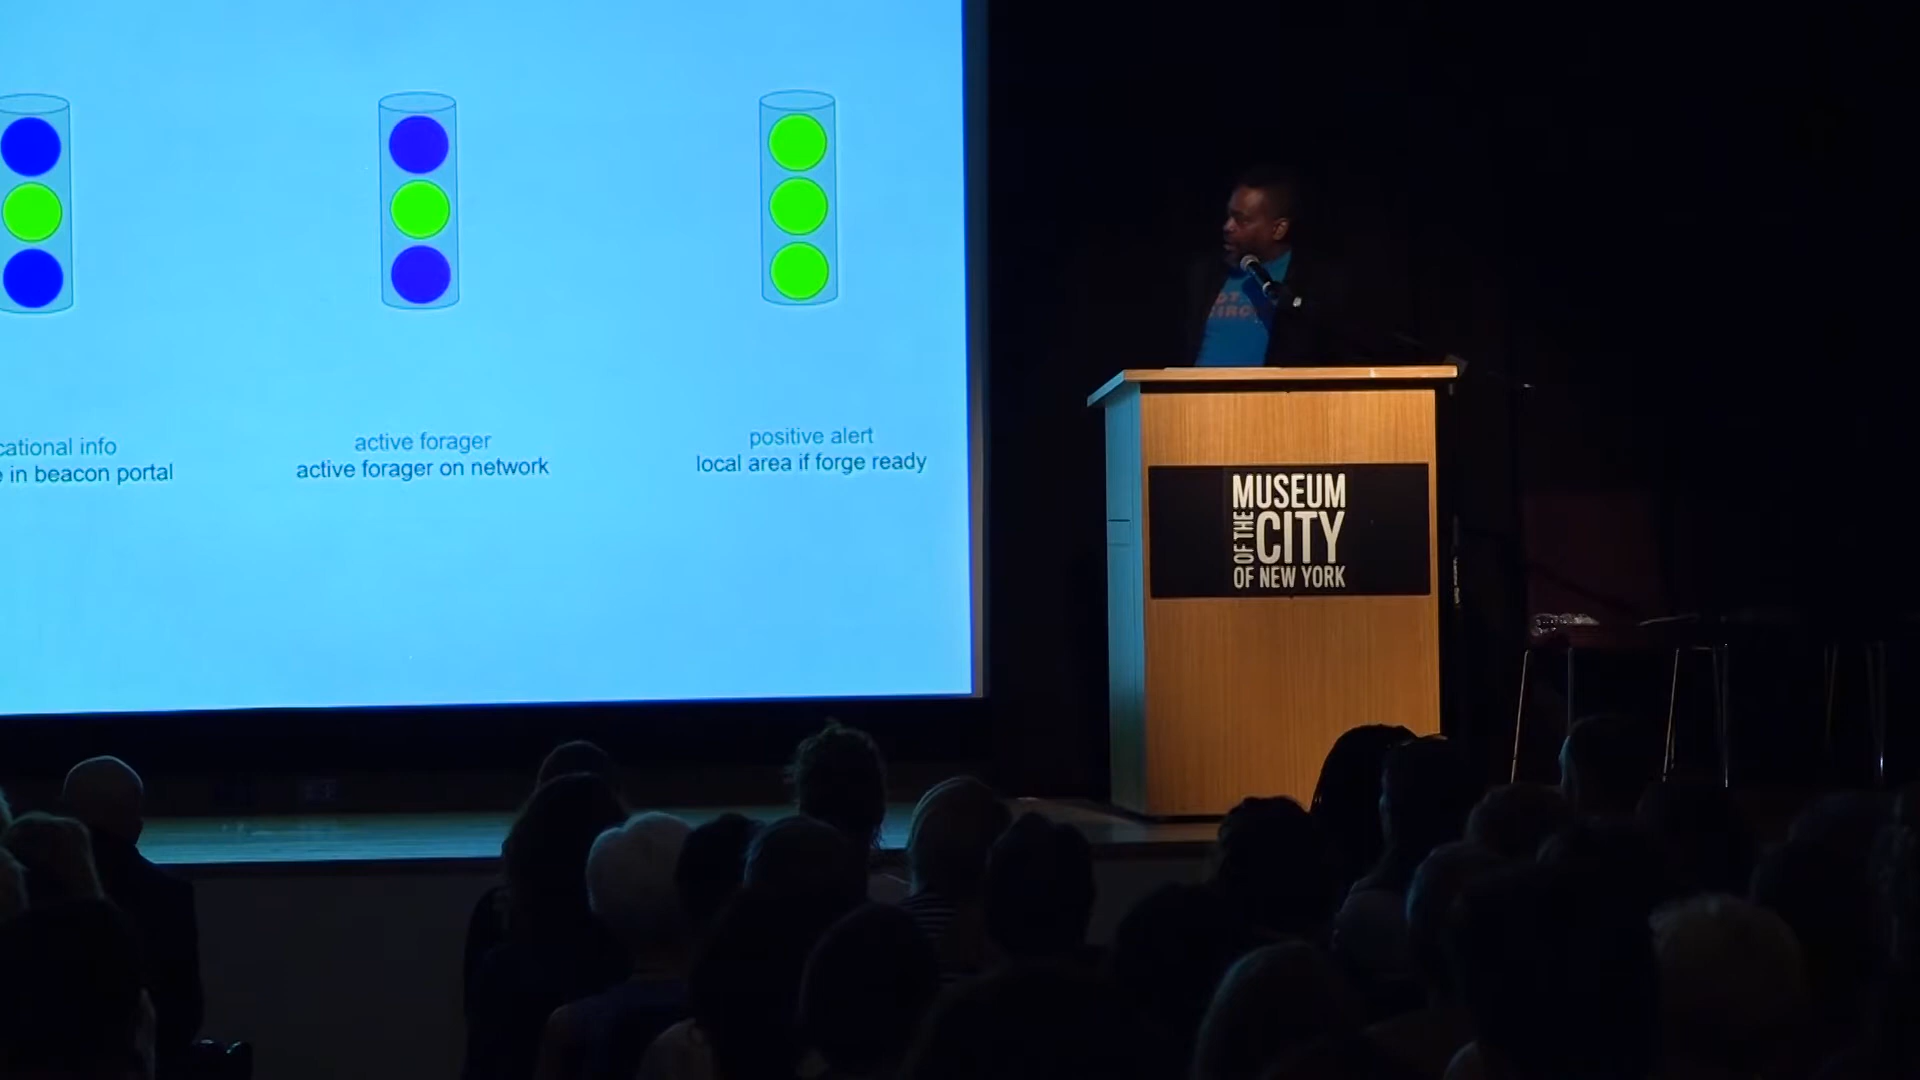 cational info
in beacon portal
active forager
active forager on network
positive alert
local area if forge ready
MUSEUM
OF THE
CITY
OF NEW YORK